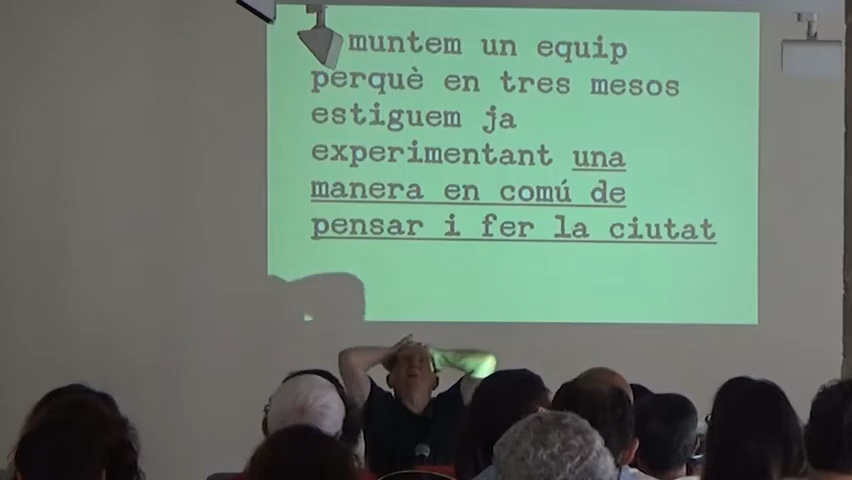 muntem un equip
perquè en tres mesos
estiguem ja
experimentant una
manera en comú de
pensar i fer la ciutat